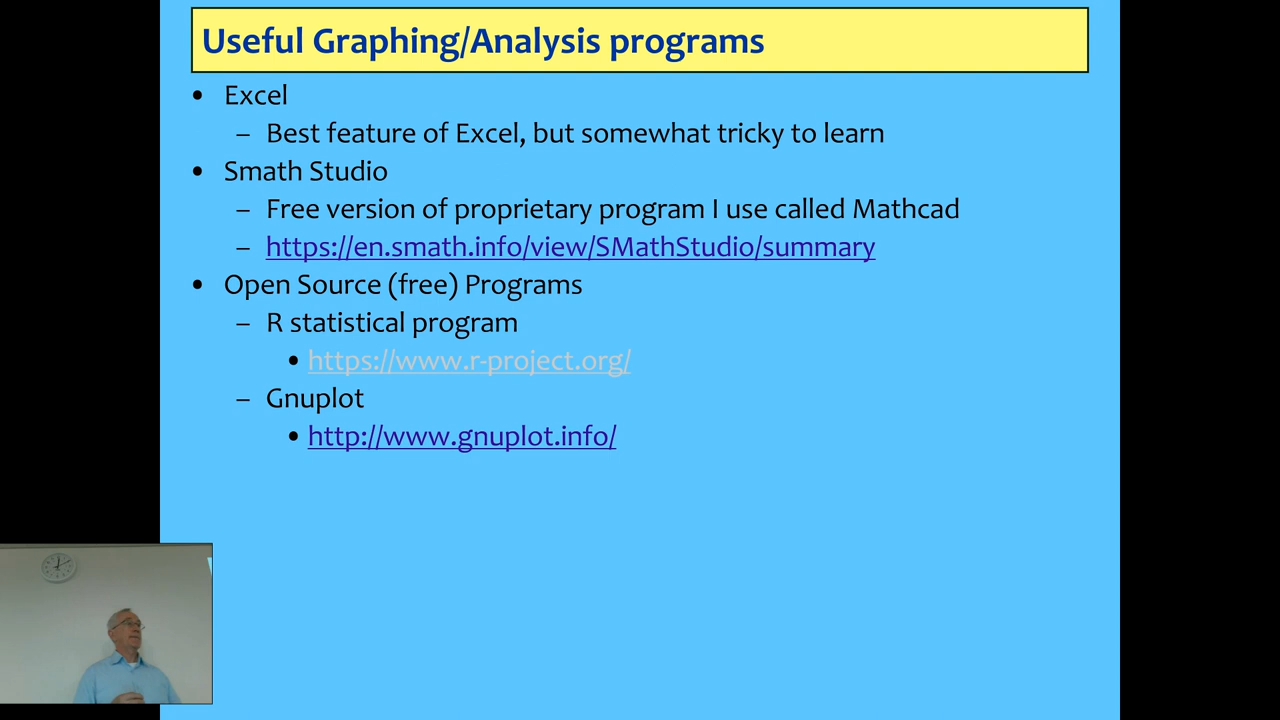 Useful Graphing/Analysis programs
• Excel
– Best feature of Excel, but somewhat tricky to learn
• Smath Studio
– Free version of proprietary program I use called Mathcad
– https://en.smath.info/view/SMathStudio/summary
• Open Source (free) Programs
– R statistical program
• https://www.r-project.org/
– Gnuplot
• http://www.gnuplot.info/